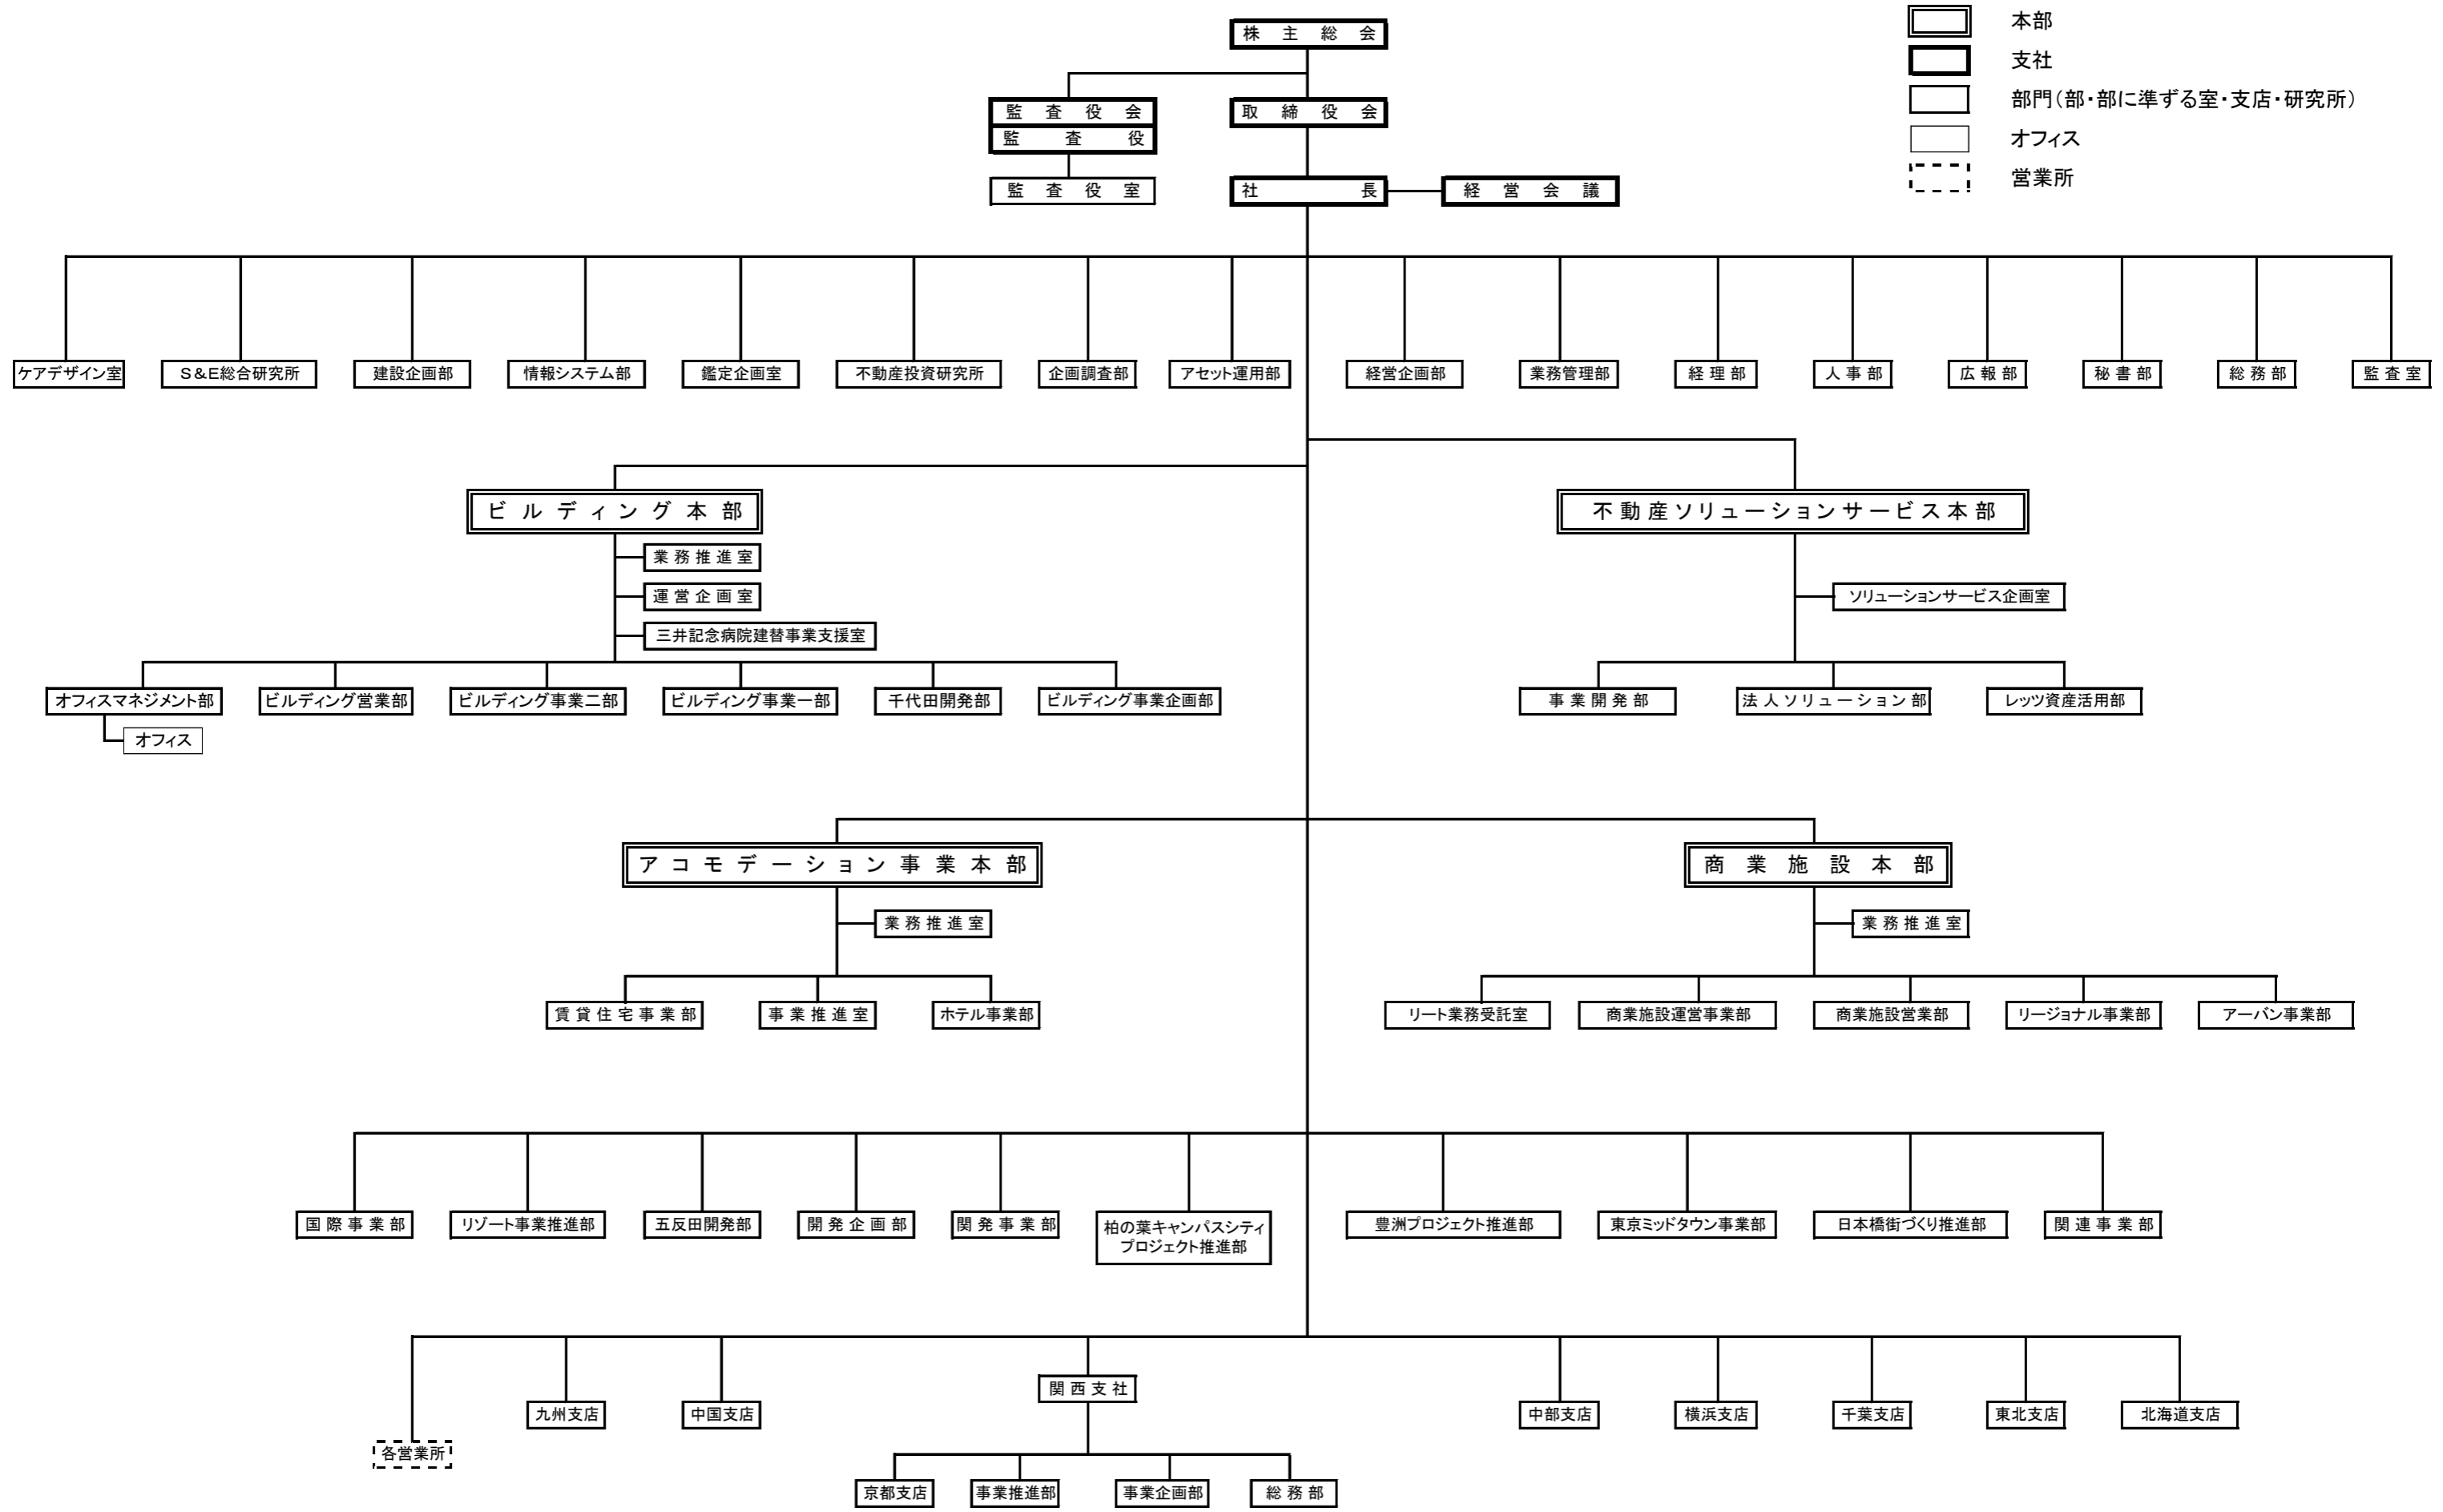 株主総会
本部
支社
部門(部・部に準ずる室・支店・研究所)
オフィス
営業所
監査役会
監査役
取締役会
監査役室
社長
経営会議
ケアデザイン室
S&E総合研究所
建設企画部
情報システム部
鑑定企画室
不動産投資研究所
企画調査部
アセット運用部
経営企画部
業務管理部
経理部
人事部
広報部
秘書部
総務部
監査室
ビルディング本部
業務推進室
運営企画室
三井記念病院建替事業支援室
オフィスマネジメント部
ビルディング営業部
ビルディング事業二部
ビルディング事業一部
千代田開発部
ビルディング事業企画部
オフィス
不動産ソリューションサービス本部
ソリューションサービス企画室
事業開発部
法人ソリューション部
レッツ資産活用部
アコモデーション事業本部
業務推進室
賃貸住宅事業部
事業推進室
ホテル事業部
商業施設本部
業務推進室
リート業務受託室
商業施設運営事業部
商業施設営業部
リージョナル事業部
アーバン事業部
国際事業部
リゾート事業推進部
五反田開発部
開発企画部
関発事業部
柏の葉キャンパスシティ
プロジェクト推進部
豊洲プロジェクト推進部
東京ミッドタウン事業部
日本橋街づくり推進部
関連事業部
各営業所
九州支店
中国支店
関西支社
京都支店
事業推進部
事業企画部
総務部
中部支店
横浜支店
千葉支店
東北支店
北海道支店